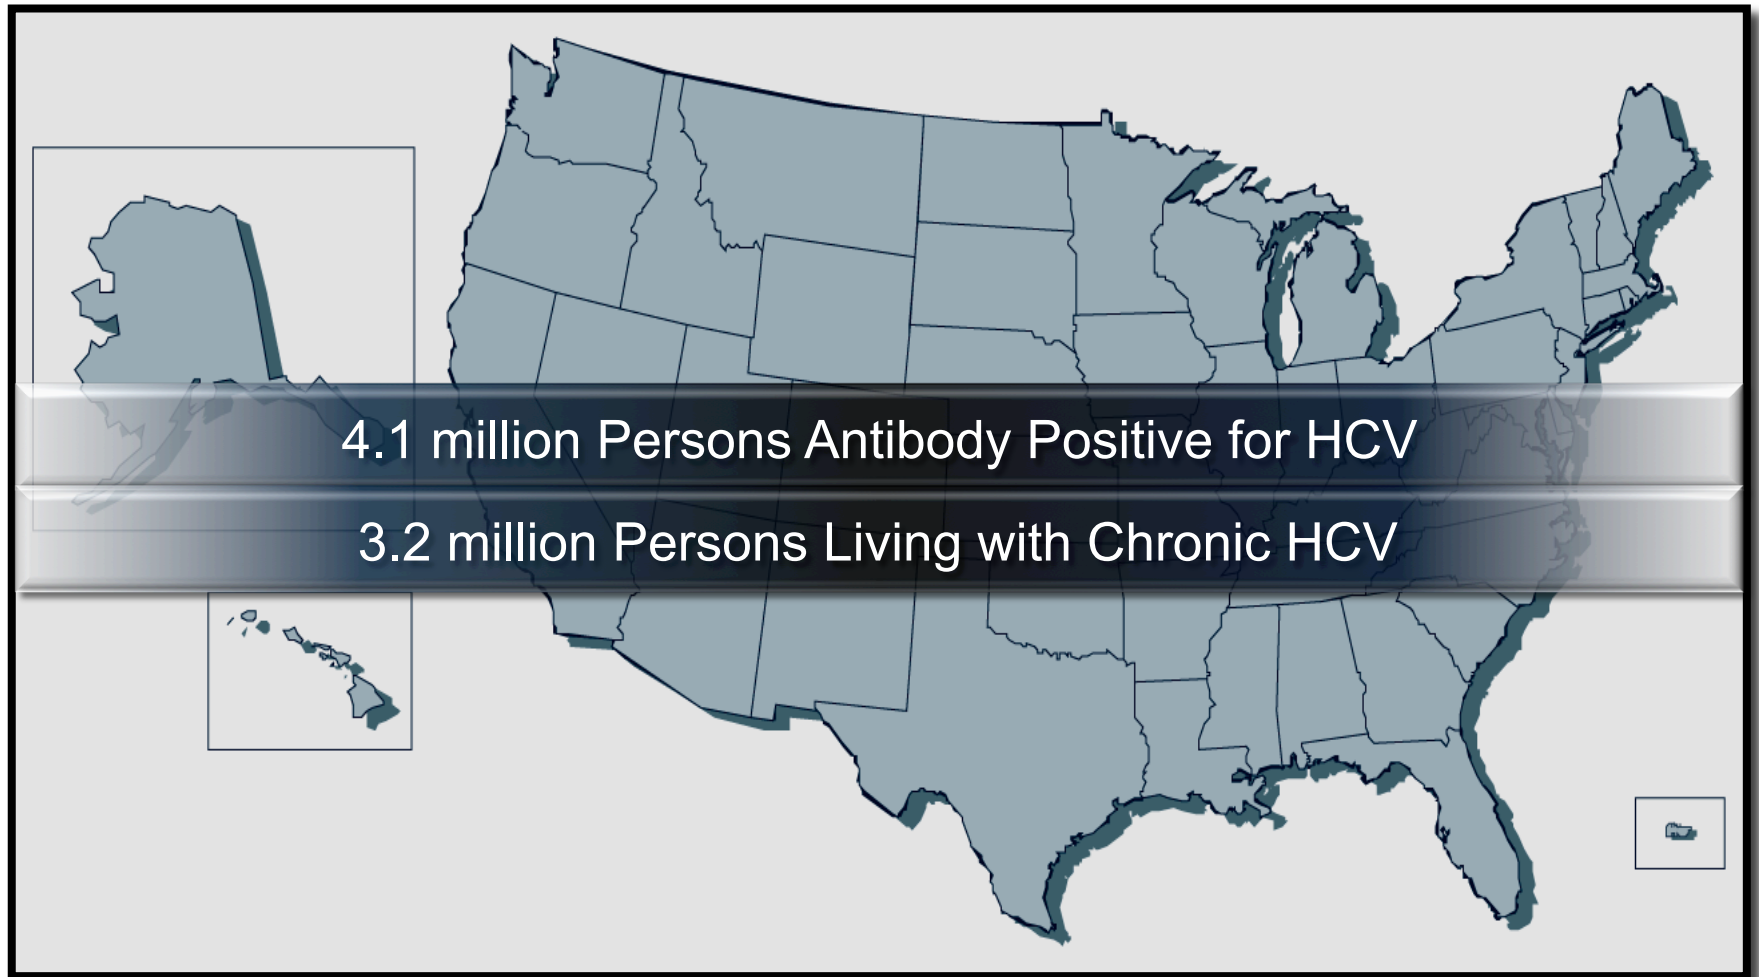 4.1 million Persons Antibody Positive for HCV
3.2 million Persons Living with Chronic HCV